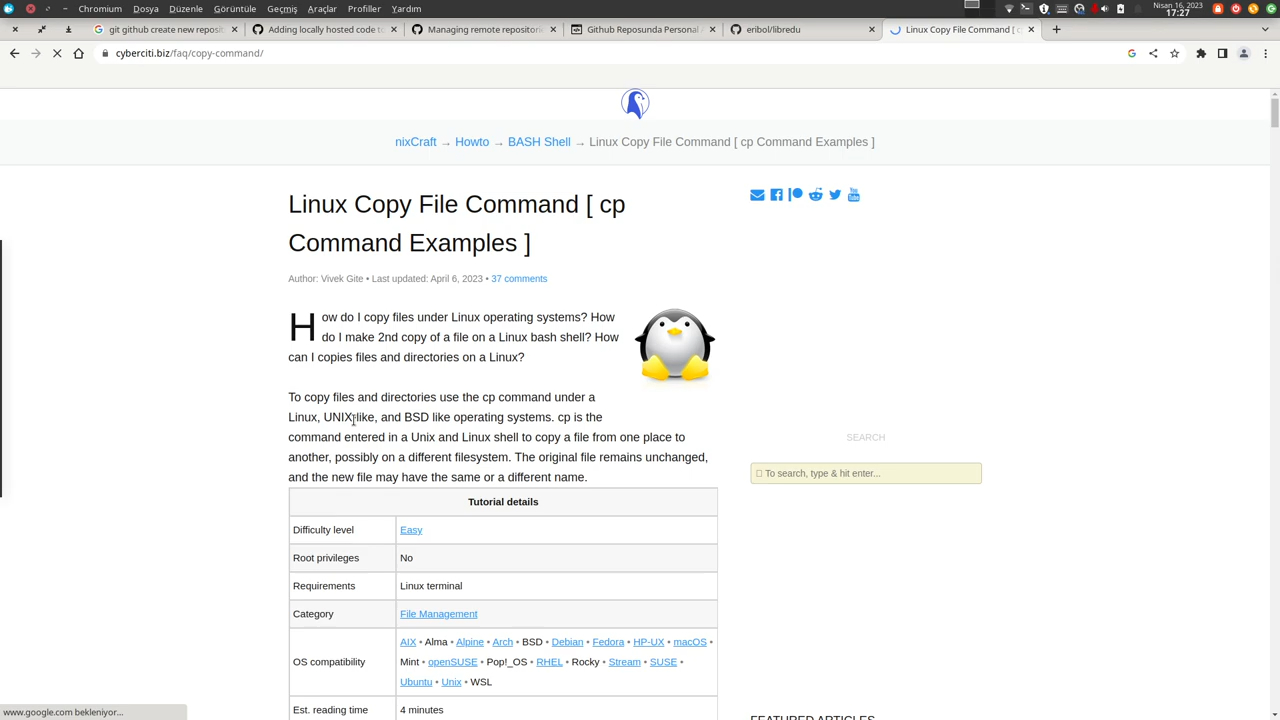 Chromium Dosya Düzenle Görüntüle Geçmiş Araçlar Profiller Yardım
Nisan 16, 2023
17:27
git github create new reposit
Adding locally hosted code to
Managing remote repositorie
Github Reposunda Personal A
eribol/libredu
Linux Copy File Command [ c
cyberciti.biz/faq/copy-command/
nixCraft → Howto → BASH Shell → Linux Copy File Command [ cp Command Examples ]
Linux Copy File Command [ cp
Command Examples ]
Author: Vivek Gite • Last updated: April 6, 2023 • 37 comments
How do I copy files under Linux operating systems? How
do I make 2nd copy of a file on a Linux bash shell? How
can I copies files and directories on a Linux?
To copy files and directories use the cp command under a
Linux, UNIX-like, and BSD like operating systems. cp is the
command entered in a Unix and Linux shell to copy a file from one place to
another, possibly on a different filesystem. The original file remains unchanged,
and the new file may have the same or a different name.
Tutorial details
Difficulty level Easy
Root privileges No
Requirements Linux terminal
Category File Management
OS compatibility
AIX • Alma • Alpine • Arch • BSD • Debian • Fedora • HP-UX • macOS •
Mint • openSUSE • Pop!_OS • RHEL • Rocky • Stream • SUSE •
Ubuntu • Unix • WSL
Est. reading time 4 minutes
SEARCH
To search, type & hit enter...
FEATURED ARTICLES
www.google.com bekleniyor...